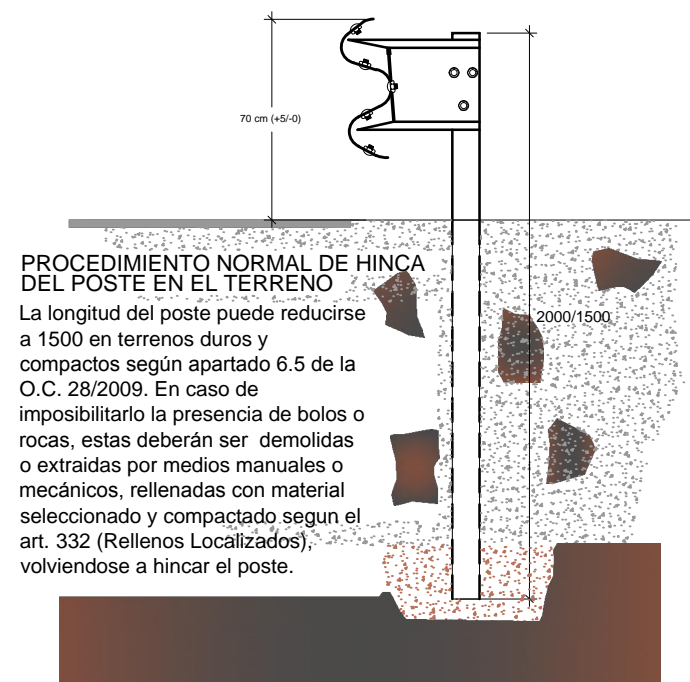 70 cm (+5/-0)
PROCEDIMIENTO NORMAL DE HINCA
DEL POSTE EN EL TERRENO
La longitud del poste puede reducirse
a 1500 en terrenos duros y
compactos según apartado 6.5 de la
O.C. 28/2009. En caso de
imposibilitarlo la presencia de bolos o
rocas, estas deberán ser demolidas
o extraidas por medios manuales o
mecánicos, rellenadas con material
seleccionado y compactado segun el
art. 332 (Rellenos Localizados),
volviendose a hincar el poste.
2000/1500